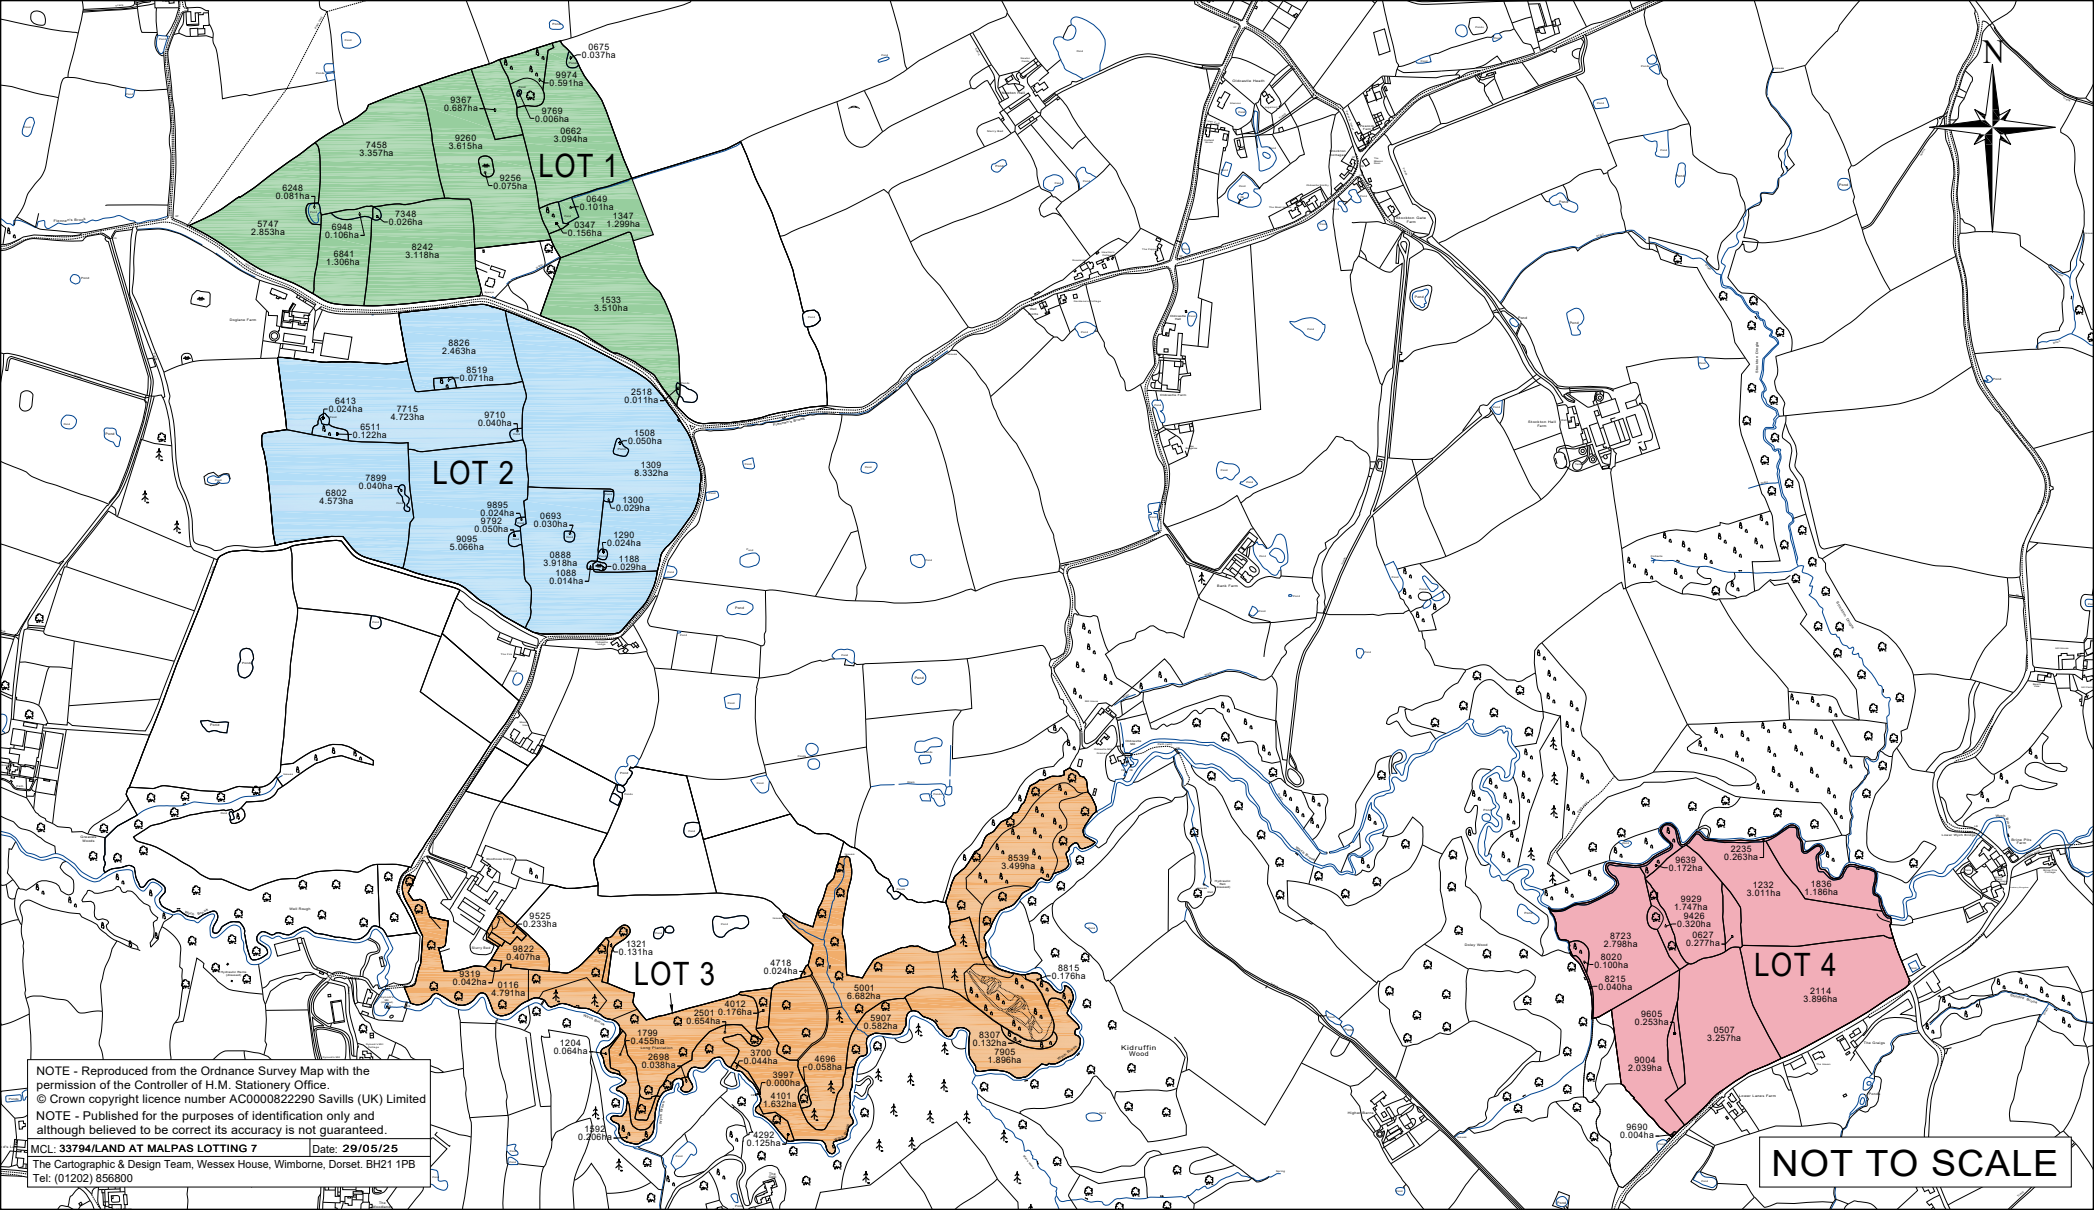 N
0675
0.037ha
9974
0.591ha
9367
0.687ha
9769
0.006ha
0662
3.094ha
7458
3.357ha
9260
3.615ha
LOT 1
9256
0.075ha
6248
0.081ha
0649
0.101ha
5747
2.853ha
7348
0.026ha
6948
0.106ha
0347
0.156ha
1347
1.299ha
6841
1.306ha
8242
3.118ha
1533
3.510ha
8826
2.463ha
8519
0.071ha
2518
0.011ha
6413
0.024ha
7715
4.723ha
9710
0.040ha
6511
0.122ha
1508
0.050ha
LOT 2
1309
8.332ha
7899
0.040ha
6802
4.573ha
9895
0.024ha
9792
0.050ha
0693
0.030ha
1300
0.029ha
9095
5.066ha
1290
0.024ha
0888
3.918ha
1188
0.029ha
1088
0.014ha
8539
3.499ha
9525
0.233ha
9822
0.407ha
1321
0.131ha
9319
0.042ha
0116
4.791ha
LOT 3
4718
0.024ha
5001
6.682ha
8815
0.176ha
4012
0.176ha
2501
0.654ha
5907
0.582ha
1799
0.455ha
1204
0.064ha
2698
0.038ha
3700
0.044ha
4696
0.058ha
8307
0.132ha
7905
1.896ha
3997
0.000ha
4101
1.632ha
1592
0.206ha
4292
0.125ha
Kidruffin
Wood
2235
0.263ha
9639
0.172ha
1232
3.011ha
1836
1.186ha
9929
1.747ha
9426
0.320ha
8723
2.798ha
0627
0.277ha
8020
0.100ha
8215
0.040ha
LOT 4
2114
3.896ha
9605
0.253ha
0507
3.257ha
9004
2.039ha
9690
0.004ha
NOTE - Reproduced from the Ordnance Survey Map with the
permission of the Controller of H.M. Stationery Office.
© Crown copyright licence number AC0000822290 Savills (UK) Limited
NOTE - Published for the purposes of identification only and
although believed to be correct its accuracy is not guaranteed.
MCL: 33794/LAND AT MALPAS LOTTING 7 Date: 29/05/25
The Cartographic & Design Team, Wessex House, Wimborne, Dorset. BH21 1PB
Tel: (01202) 856800
NOT TO SCALE